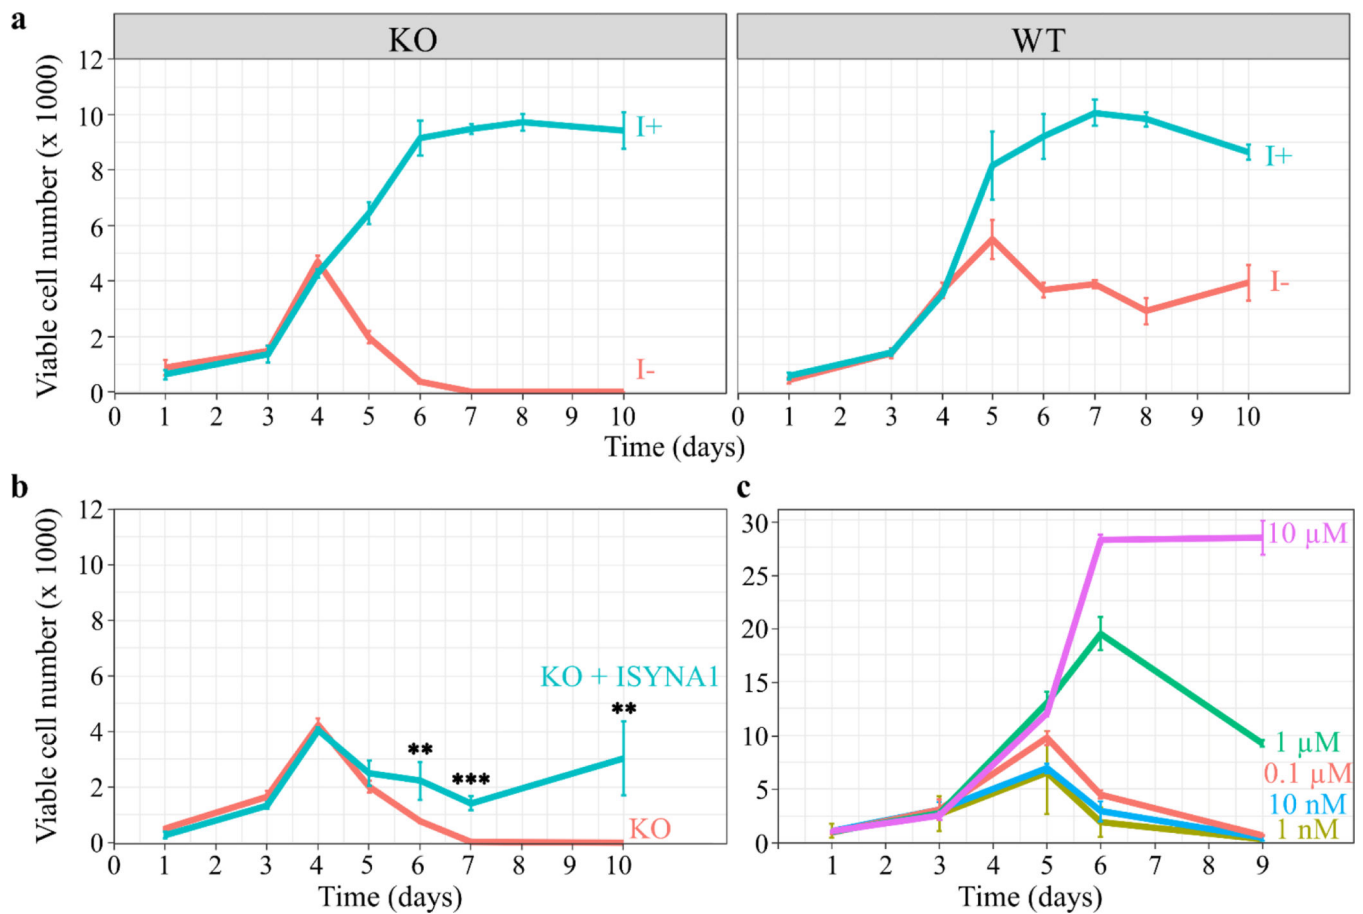 a
KO
WT
Viable cell number (x 1000)
12
10
8
6
4
2
0
I+
I-
I+
I-
0 1 2 3 4 5 6 7 8 9 10
0 1 2 3 4 5 6 7 8 9 10
Time (days)
b
Viable cell number (x 1000)
12
10
8
6
4
2
0
KO + ISYNA1
**
***
**
KO
0 1 2 3 4 5 6 7 8 9 10
Time (days)
c
30
25
20
15
10
5
0
10 µM
1 µM
0.1 µM
10 nM
1 nM
1 2 3 4 5 6 7 8 9
Time (days)